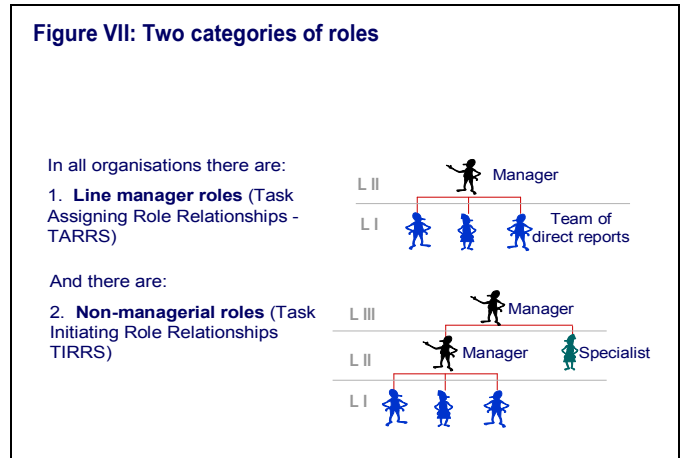 Figure VII: Two categories of roles
In all organisations there are:
1. Line manager roles (Task
Assigning Role Relationships -
TARRS)
And there are:
2. Non-managerial roles (Task
Initiating Role Relationships
TIRRS)
L II
Manager
L I
Team of
direct reports
L III
Manager
L II
Manager
Specialist
L I